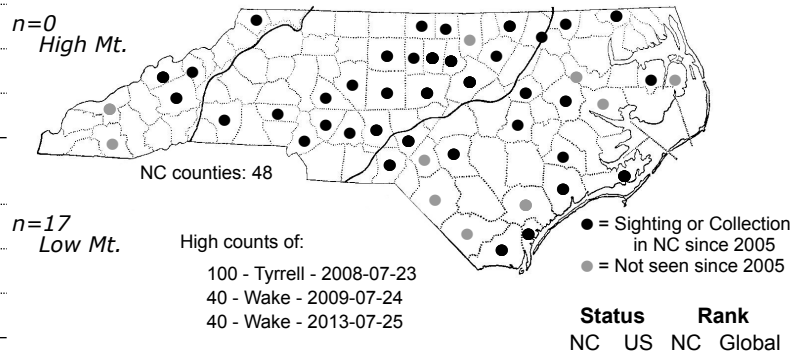 n=0
High Mt.
NC counties: 48
n=17
Low Mt.
High counts of:
100 - Tyrrell - 2008-07-23
40 - Wake - 2009-07-24
40 - Wake - 2013-07-25
= Sighting or Collection
in NC since 2005
= Not seen since 2005
Status Rank
NC US NC Global